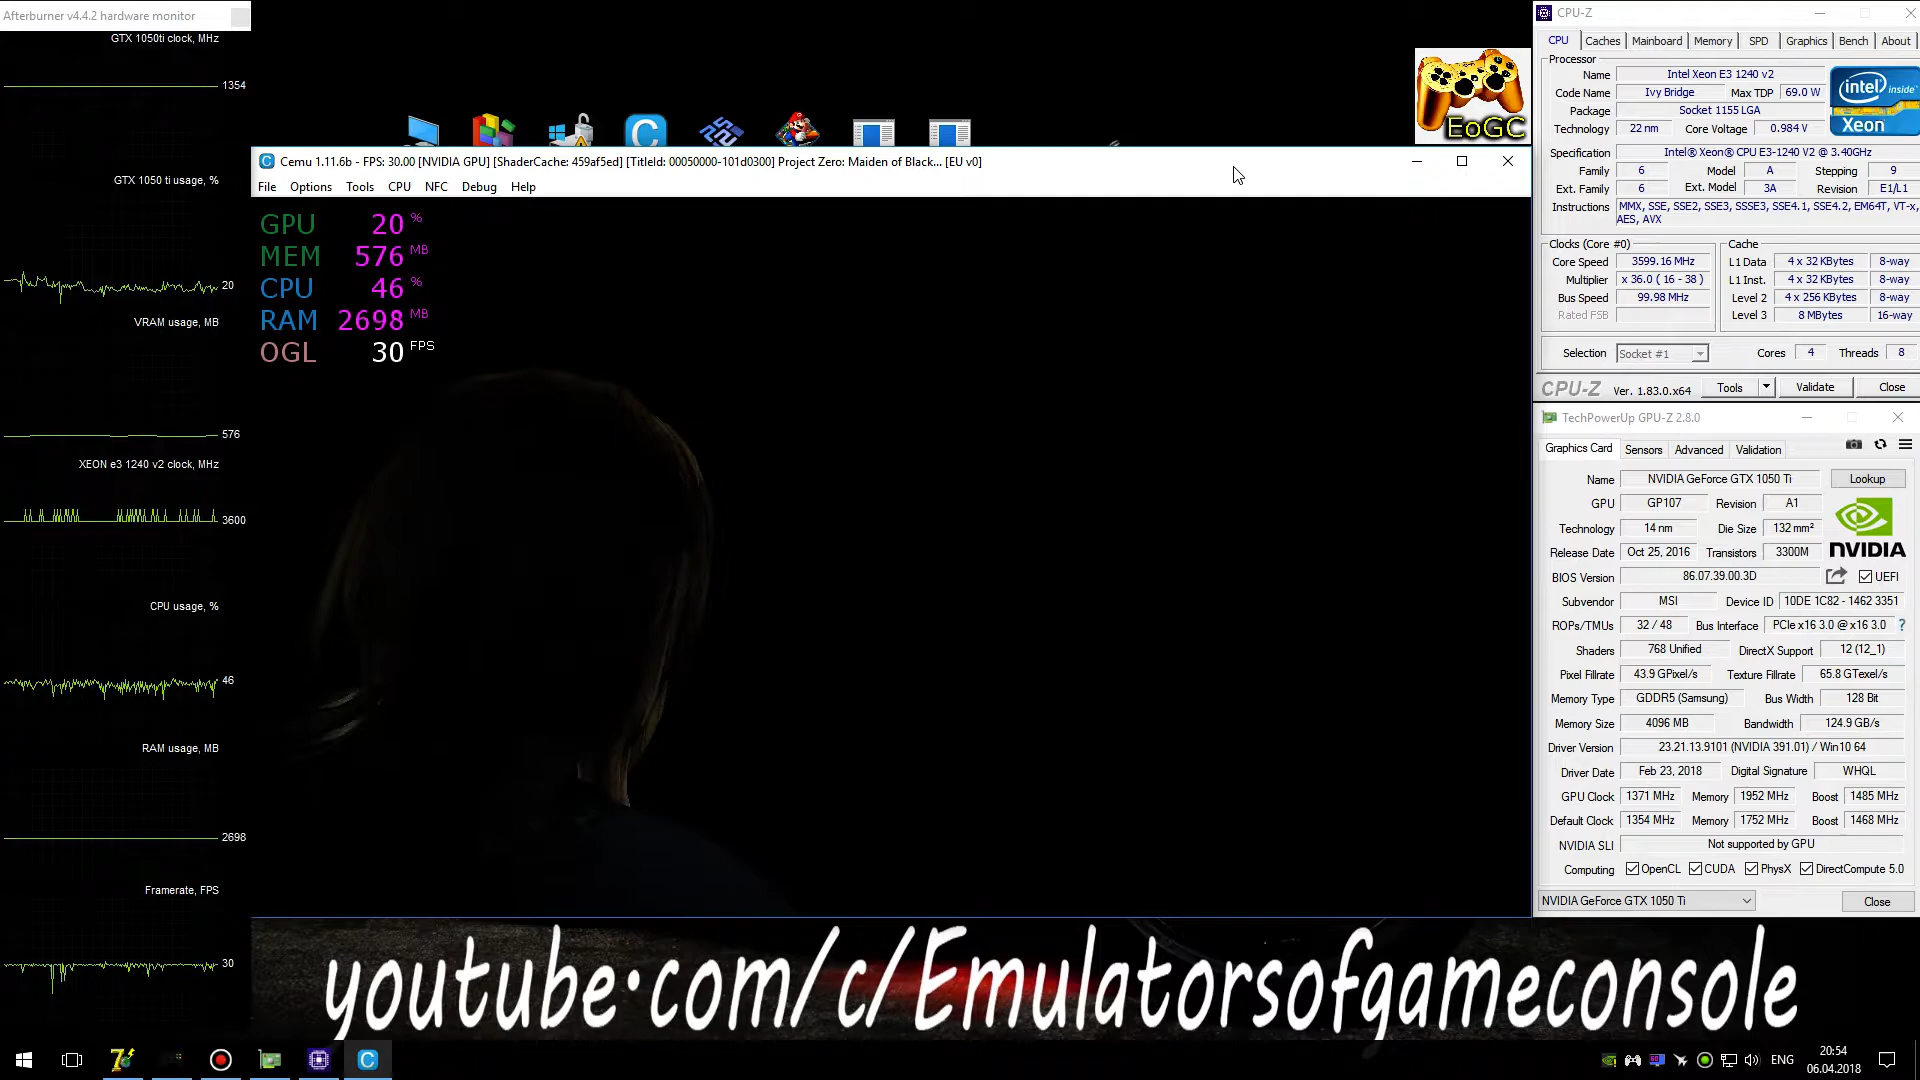 Afterburner v4.4.2 hardware monitor
GTX 1050ti clock, MHz
1354
GTX 1050 ti usage, %
20
VRAM usage, MB
576
XEON e3 1240 v2 clock, MHz
3600
CPU usage, %
46
RAM usage, MB
2698
Framerate, FPS
30
EoGC
Cemu 1.11.6b - FPS: 30.00 [NVIDIA GPU] [ShaderCache: 459af5ed] [TitleId: 00050000-101d0300] Project Zero: Maiden of Black... [EU v0]
File Options Tools CPU NFC Debug Help
GPU 20 %
MEM 576 MB
CPU 46 %
RAM 2698 MB
OGL 30 FPS
CPU-Z
CPU Caches Mainboard Memory SPD Graphics Bench About
Processor
Name Intel Xeon E3 1240 v2
Code Name Ivy Bridge Max TDP 69.0 W
Package Socket 1155 LGA
Technology 22 nm Core Voltage 0.984 V
intel inside
Xeon
Specification Intel® Xeon® CPU E3-1240 V2 @ 3.40GHz
Family 6 Model A Stepping 9
Ext. Family 6 Ext. Model 3A Revision E1/L1
Instructions MMX, SSE, SSE2, SSE3, SSSE3, SSE4.1, SSE4.2, EM64T, VT-x,
AES, AVX
Clocks (Core #0) Cache
Core Speed 3599.16 MHz L1 Data 4 x 32 KBytes 8-way
Multiplier x 36.0 ( 16 - 38 ) L1 Inst. 4 x 32 KBytes 8-way
Bus Speed 99.98 MHz Level 2 4 x 256 KBytes 8-way
Rated FSB Level 3 8 MBytes 16-way
Selection Socket #1 Cores 4 Threads 8
CPU-Z Ver. 1.83.0.x64 Tools Validate Close
TechPowerUp GPU-Z 2.8.0
Graphics Card Sensors Advanced Validation
Name NVIDIA GeForce GTX 1050 Ti Lookup
GPU GP107 Revision A1
Technology 14 nm Die Size 132 mm²
Release Date Oct 25, 2016 Transistors 3300M
NVIDIA
BIOS Version 86.07.39.00.3D UEFI
Subvendor MSI Device ID 10DE 1C82 - 1462 3351
ROPs/TMUs 32 / 48 Bus Interface PCIe x16 3.0 @ x16 3.0 ?
Shaders 768 Unified DirectX Support 12 (12_1)
Pixel Fillrate 43.9 GPixel/s Texture Fillrate 65.8 GTexel/s
Memory Type GDDR5 (Samsung) Bus Width 128 Bit
Memory Size 4096 MB Bandwidth 124.9 GB/s
Driver Version 23.21.13.9101 (NVIDIA 391.01) / Win10 64
Driver Date Feb 23, 2018 Digital Signature WHQL
GPU Clock 1371 MHz Memory 1952 MHz Boost 1485 MHz
Default Clock 1354 MHz Memory 1752 MHz Boost 1468 MHz
NVIDIA SLI Not supported by GPU
Computing OpenCL CUDA PhysX DirectCompute 5.0
NVIDIA GeForce GTX 1050 Ti Close
youtube.com/c/Emulatorsofgameconsole
ENG 20:54
06.04.2018